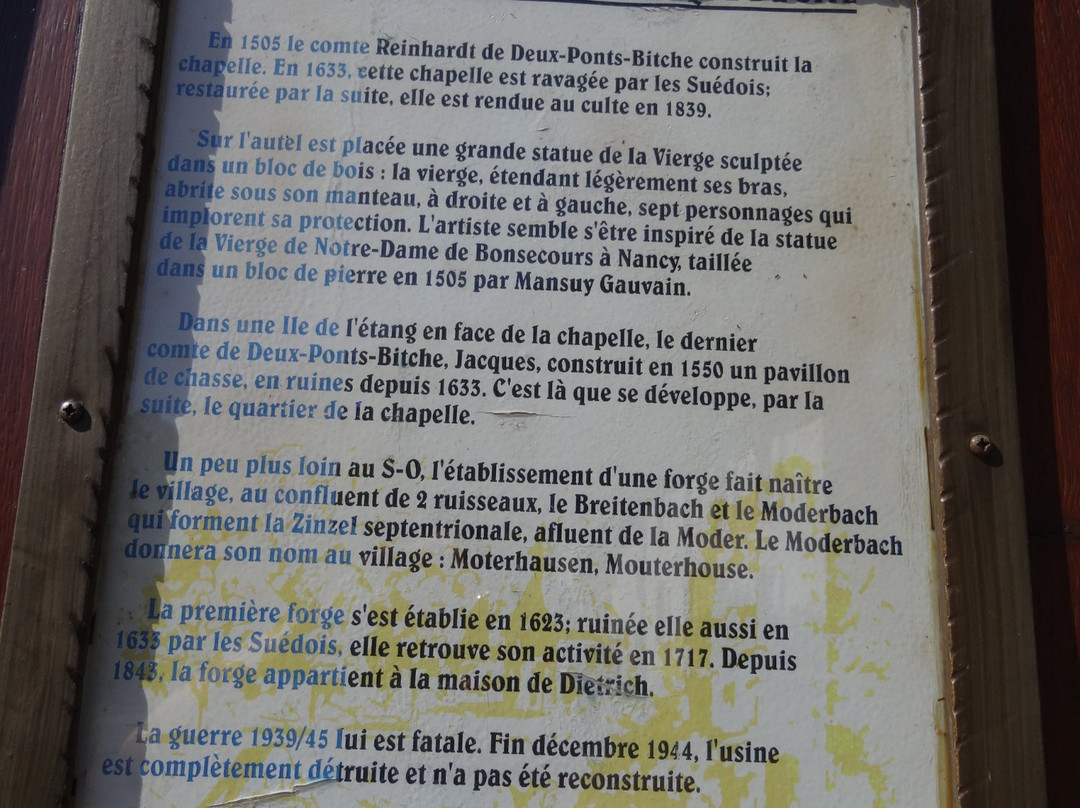 En 1505 le comte Reinhardt de Deux-Ponts-Bitche construit la
chapelle. En 1633, cette chapelle est ravagée par les Suédois;
restaurée par la suite, elle est rendue au culte en 1839.
Sur l'autel est placée une grande statue de la Vierge sculptée
dans un bloc de bois : la vierge, étendant légèrement ses bras,
abrite sous son manteau, à droite et à gauche, sept personnages qui
implorent sa protection. L'artiste semble s'être inspiré de la statue
de la Vierge de Notre-Dame de Bonsecours à Nancy, taillée
dans un bloc de pierre en 1505 par Mansuy Gauvain.
Dans une Ile de l'étang en face de la chapelle, le dernier
comte de Deux-Ponts-Bitche, Jacques, construit en 1550 un pavillon
de chasse, en ruines depuis 1633. C'est là que se développe, par la
suite, le quartier de la chapelle.
Un peu plus loin au S-O, l'établissement d'une forge fait naître
le village, au confluent de 2 ruisseaux, le Breitenbach et le Moderbach
qui forment la Zinzel septentrionale, afluent de la Moder. Le Moderbach
donnera son nom au village : Moterhausen, Mouterhouse.
La première forge s'est établie en 1623; ruinée elle aussi en
1633 par les Suédois, elle retrouve son activité en 1717. Depuis
1843, la forge appartient à la maison de Dietrich.
La guerre 1939/45 lui est fatale. Fin décembre 1944, l'usine
est complètement détruite et n'a pas été reconstruite.